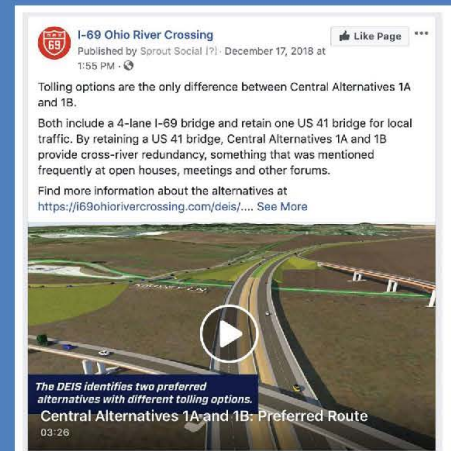 69
I-69 Ohio River Crossing
Published by Sprout Social [?] · December 17, 2018 at
1:55 PM ·
Like Page
Tolling options are the only difference between Central Alternatives 1A
and 1B.
Both include a 4-lane I-69 bridge and retain one US 41 bridge for local
traffic. By retaining a US 41 bridge, Central Alternatives 1A and 1B
provide cross-river redundancy, something that was mentioned
frequently at open houses, meetings and other forums.
Find more information about the alternatives at
https://i69ohiorivercrossing.com/deis/.... See More
The DEIS identifies two preferred
alternatives with different tolling options.
Central Alternatives 1A and 1B: Preferred Route
03:26